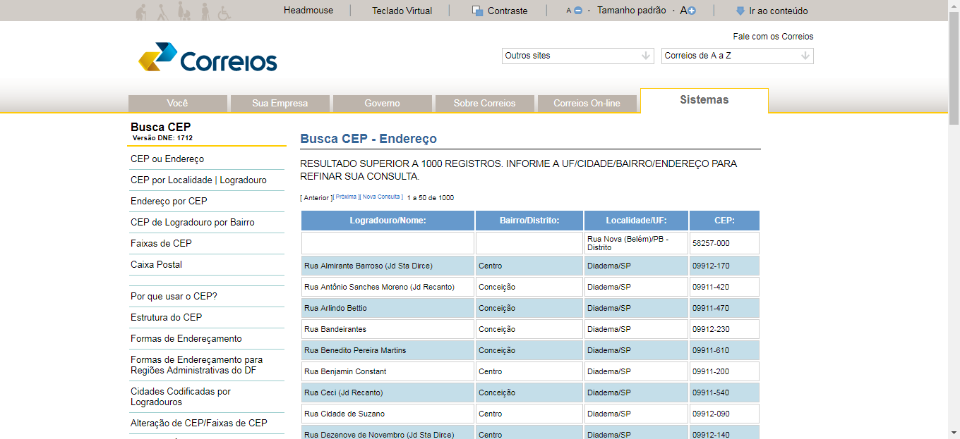 Headmouse | Teclado Virtual | Contraste | A - Tamanho padrão - A | Ir ao conteúdo
Fale com os Correios
Correios
Outros sites
Correios de A a Z
Você
Sua Empresa
Governo
Sobre Correios
Correios On-line
Sistemas
Busca CEP
Versão DNE: 1712
CEP ou Endereço
CEP por Localidade | Logradouro
Endereço por CEP
CEP de Logradouro por Bairro
Faixas de CEP
Caixa Postal
Por que usar o CEP?
Estrutura do CEP
Formas de Endereçamento
Formas de Endereçamento para
Regiões Administrativas do DF
Cidades Codificadas por
Logradouros
Alteração de CEP/Faixas de CEP
Busca CEP - Endereço
RESULTADO SUPERIOR A 1000 REGISTROS. INFORME A UF/CIDADE/BAIRRO/ENDEREÇO PARA
REFINAR SUA CONSULTA.
[ Anterior ][ Próxima ][ Nova Consulta ] 1 a 50 de 1000
Logradouro/Nome: Bairro/Distrito: Localidade/UF: CEP:
Rua Nova (Belém)/PB - 58257-000
Distrito
Rua Almirante Barroso (Jd Sta Dirce) Centro Diadema/SP 09912-170
Rua Antônio Sanches Moreno (Jd Recanto) Conceição Diadema/SP 09911-420
Rua Arlindo Bettio Conceição Diadema/SP 09911-470
Rua Bandeirantes Conceição Diadema/SP 09912-230
Rua Benedito Pereira Martins Conceição Diadema/SP 09911-610
Rua Benjamin Constant Centro Diadema/SP 09911-200
Rua Ceci (Jd Recanto) Conceição Diadema/SP 09911-540
Rua Cidade de Suzano Centro Diadema/SP 09912-090
Rua Dezenove de Novembro (Jd Sta Dirce) Centro Diadema/SP 09912-140